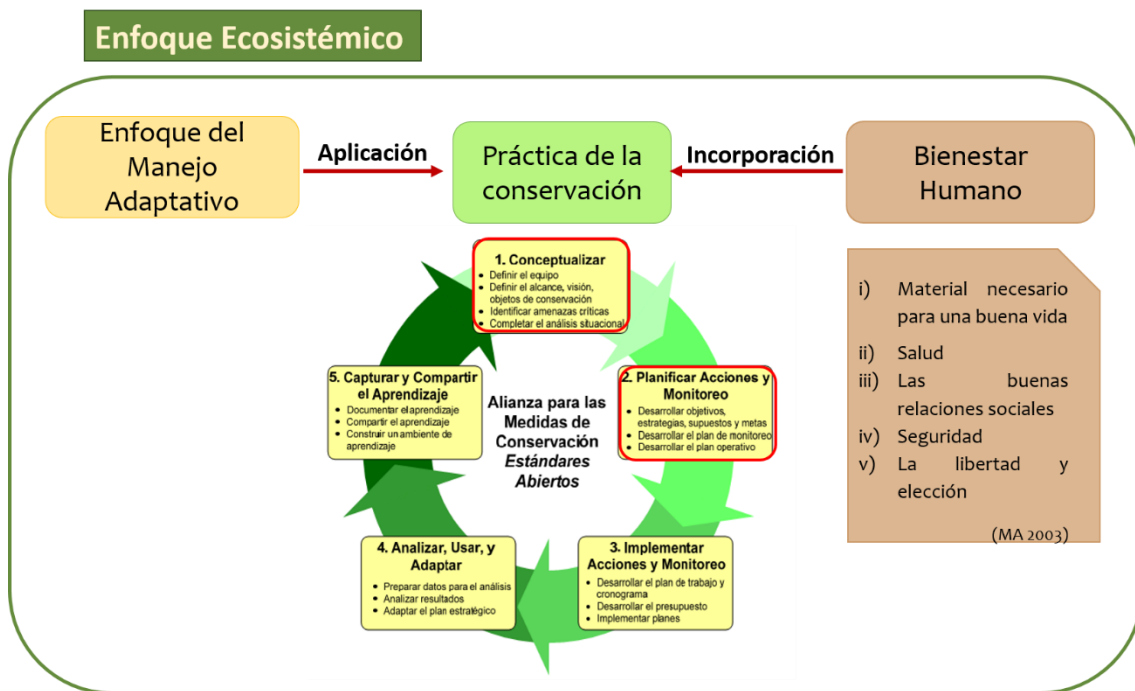 Enfoque Ecosistémico
Enfoque del
Manejo
Adaptativo
Aplicación
Práctica de la
conservación
Incorporación
Bienestar
Humano
1. Conceptualizar
• Definir el equipo
• Definir el alcance, visión,
objetos de conservación
• Identificar amenazas críticas
• Completar el análisis situacional
2. Planificar Acciones y
Monitoreo
• Desarrollar objetivos,
estrategias, supuestos y metas
• Desarrollar el plan de monitoreo
• Desarrollar el plan operativo
3. Implementar
Acciones y Monitoreo
• Desarrollar el plan de trabajo y
cronograma
• Desarrollar el presupuesto
• Implementar planes
4. Analizar, Usar, y
Adaptar
• Preparar datos para el análisis
• Analizar resultados
• Adaptar el plan estratégico
5. Capturar y Compartir
el Aprendizaje
• Documentar el aprendizaje
• Compartir el aprendizaje
• Construir un ambiente de
aprendizaje
Alianza para las
Medidas de
Conservación
Estándares
Abiertos
i) Material necesario
para una buena vida
ii) Salud
iii) Las buenas
relaciones sociales
iv) Seguridad
v) La libertad y
elección
(MA 2003)